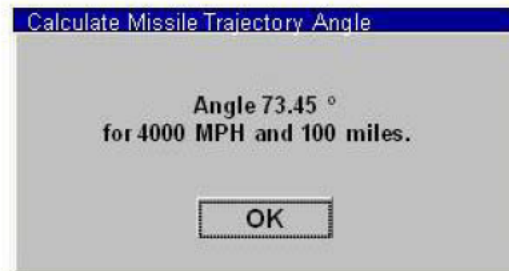 Calculate Missile Trajectory Angle
Angle 73.45 °
for 4000 MPH and 100 miles.
OK